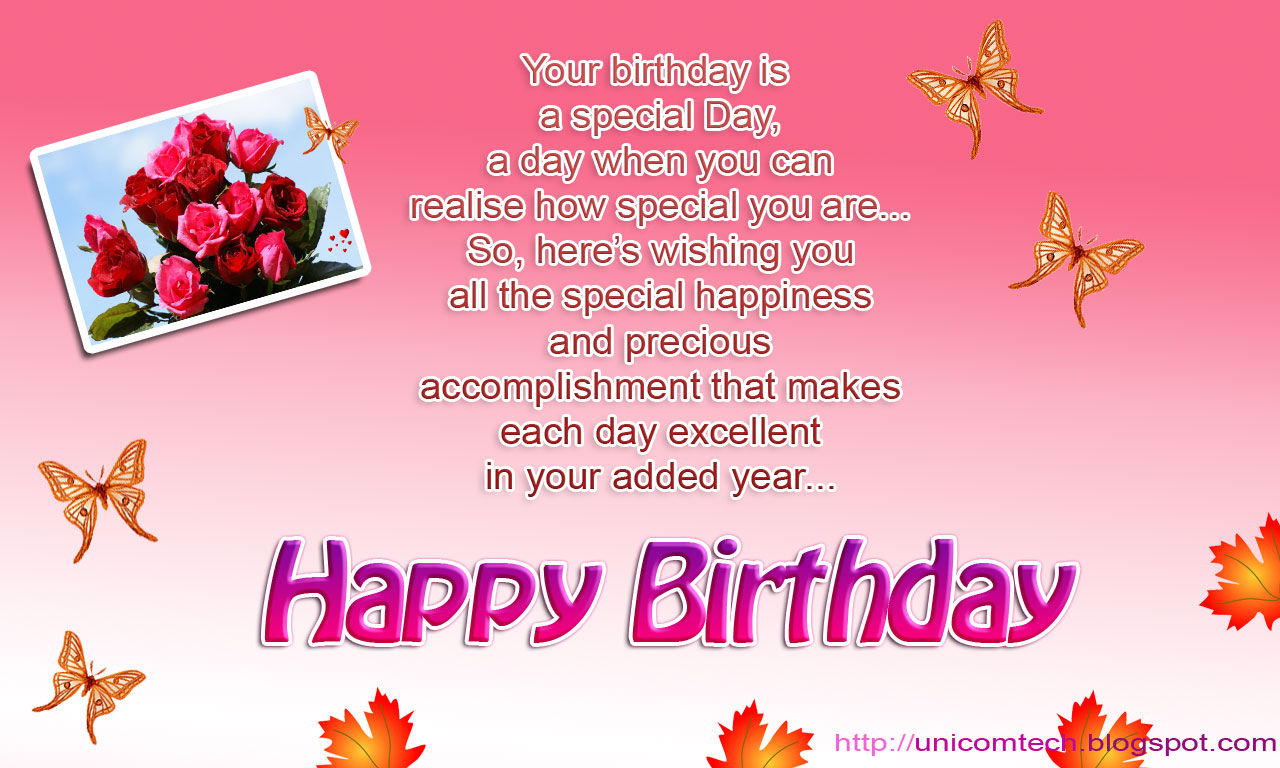 Your birthday is
a special Day,
a day when you can
realise how special you are...
So, here’s wishing you
all the special happiness
and precious
accomplishment that makes
each day excellent
in your added year...
Happy Birthday
http://unicomtech.blogspot.com